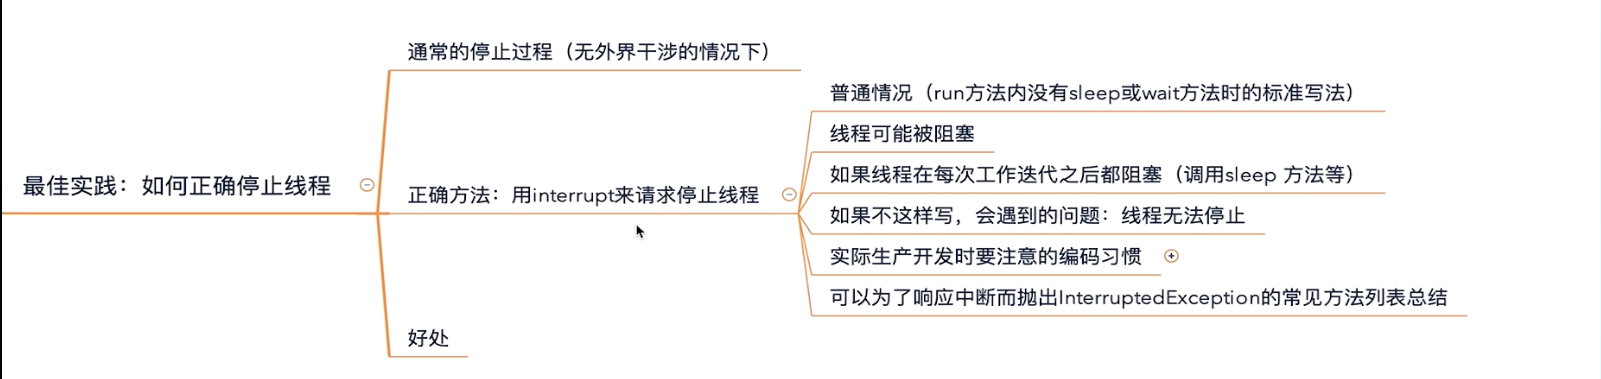 最佳实践：如何正确停止线程
通常的停止过程（无外界干涉的情况下）
正确方法：用interrupt来请求停止线程
普通情况（run方法内没有sleep或wait方法时的标准写法）
线程可能被阻塞
如果线程在每次工作迭代之后都阻塞（调用sleep 方法等）
如果不这样写，会遇到的问题：线程无法停止
实际生产开发时要注意的编码习惯
可以为了响应中断而抛出InterruptedException的常见方法列表总结
好处